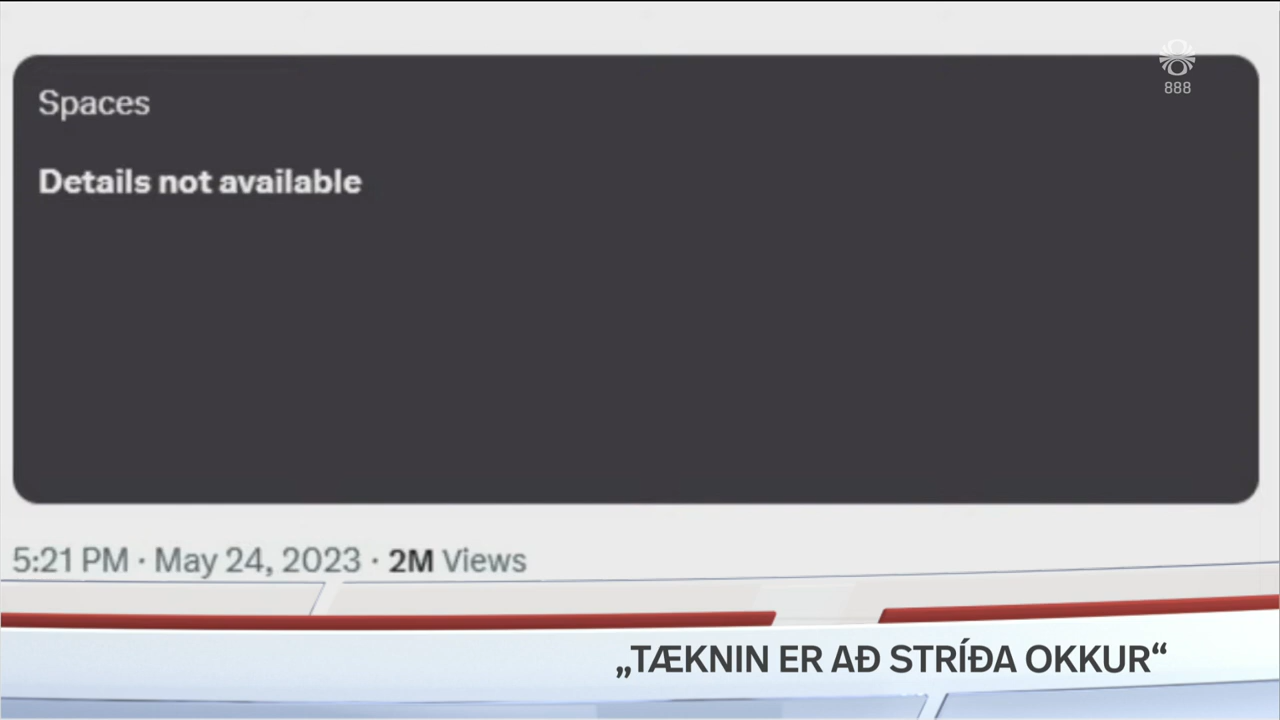 888
Spaces
Details not available
5:21 PM · May 24, 2023 · 2M Views
„TÆKNIN ER AÐ STRÍÐA OKKUR“